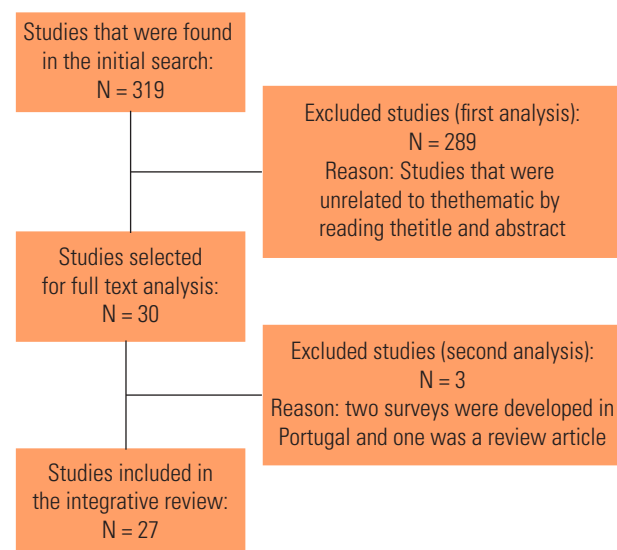 Studies that were found
in the initial search:
N = 319
Excluded studies (first analysis):
N = 289
Reason: Studies that were
unrelated to thethematic by
reading thetitle and abstract
Studies selected
for full text analysis:
N = 30
Excluded studies (second analysis):
N = 3
Reason: two surveys were developed in
Portugal and one was a review article
Studies included in
the integrative review:
N = 27